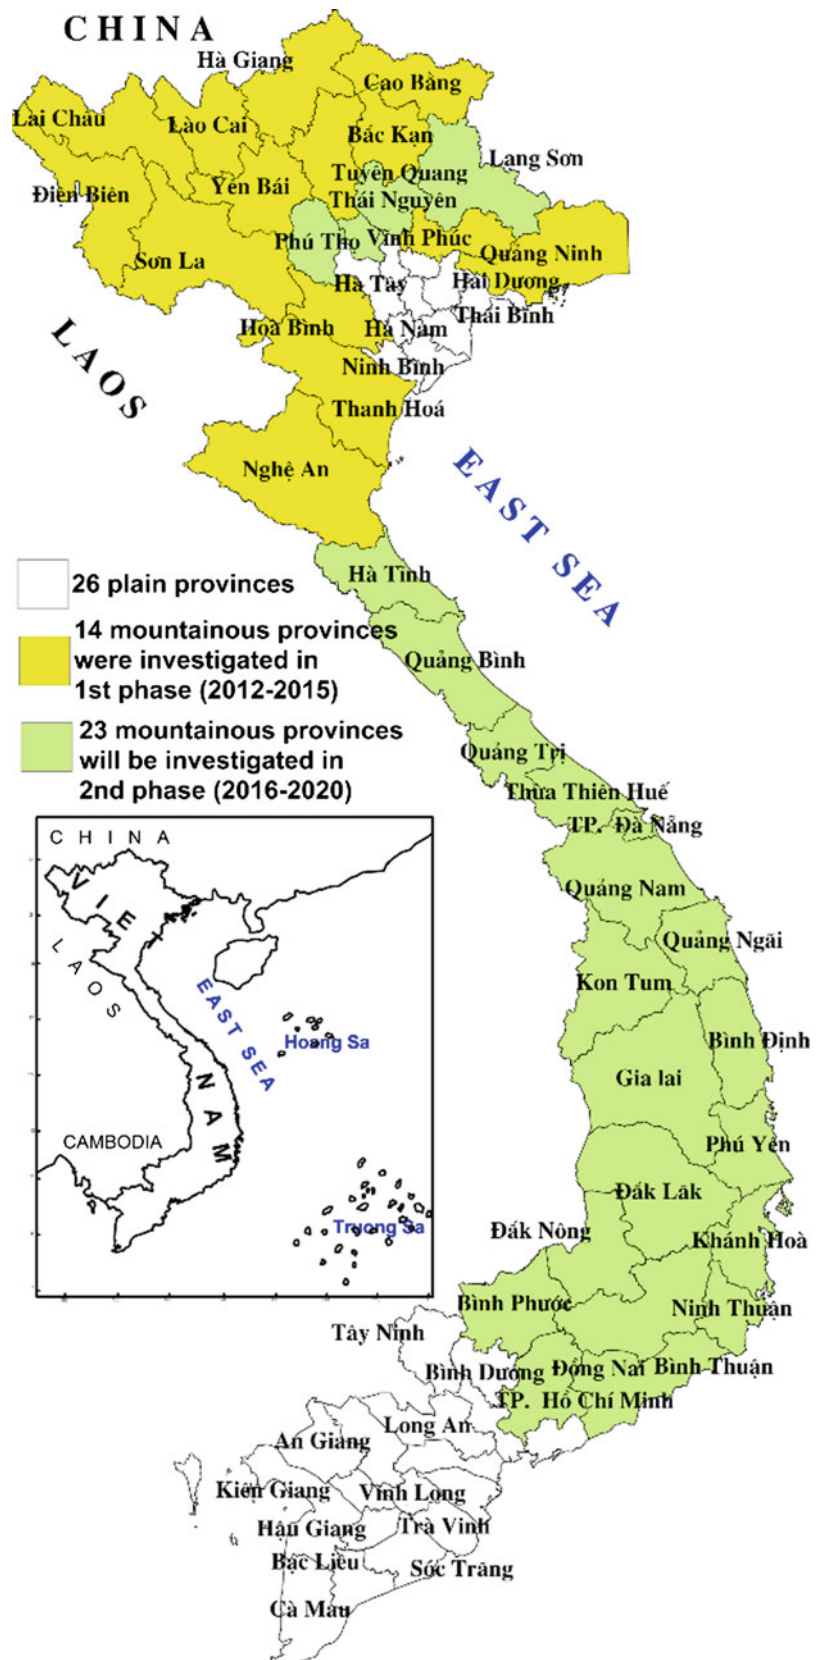 CHINA
Hà Giang
Cao Bằng
Lai Châu
Lào Cai
Bắc Kạn
Lạng Sơn
Tuyên Quang
Điện Biên
Yên Bái
Thái Nguyên
Phú Thọ
Vĩnh Phúc
Quảng Ninh
Sơn La
Hà Tây
Hải Dương
Thái Bình
Hoà Bình
Hà Nam
LAOS
Ninh Bình
Thanh Hoá
Nghệ An
EAST SEA
Hà Tĩnh
26 plain provinces
14 mountainous provinces
were investigated in
1st phase (2012-2015)
Quảng Bình
23 mountainous provinces
will be investigated in
2nd phase (2016-2020)
Quảng Trị
Thừa Thiên Huế
TP. Đà Nẵng
Quảng Nam
Quảng Ngãi
Kon Tum
Bình Định
Gia lai
Phú Yên
Đắk Lăk
Đắk Nông
Khánh Hoà
Bình Phước
Ninh Thuận
Tây Ninh
Bình Dương
Đồng Nai
Bình Thuận
TP. Hồ Chí Minh
Long An
An Giang
Kiên Giang
Vĩnh Long
Hậu Giang
Trà Vinh
Bạc Liêu
Sóc Trăng
Cà Mau
CHINA
VIE
LAOS
EAST SEA
Hoang Sa
NAM
CAMBODIA
Truong Sa